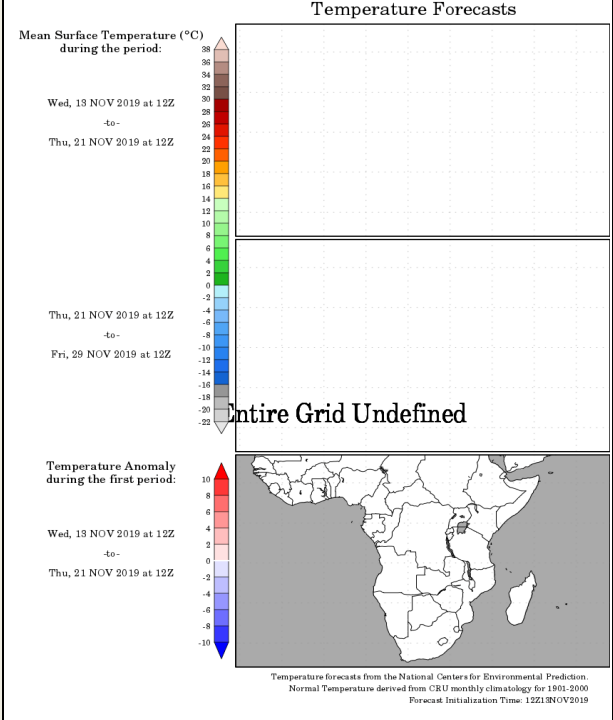 Temperature Forecasts
Mean Surface Temperature (°C)
during the period:
38
36
34
32
30
28
26
24
22
20
18
16
14
12
10
8
6
4
2
0
-2
-4
-6
-8
-10
-12
-14
-16
-18
-20
-22
Wed, 13 NOV 2019 at 12Z
-to-
Thu, 21 NOV 2019 at 12Z
Thu, 21 NOV 2019 at 12Z
-to-
Fri, 29 NOV 2019 at 12Z
Entire Grid Undefined
Temperature Anomaly
during the first period:
10
8
6
4
2
0
-2
-4
-6
-8
-10
Wed, 13 NOV 2019 at 12Z
-to-
Thu, 21 NOV 2019 at 12Z
Temperature forecasts from the National Centers for Environmental Prediction.
Normal Temperature derived from CRU monthly climatology for 1901-2000
Forecast Initialization Time: 12Z13NOV2019